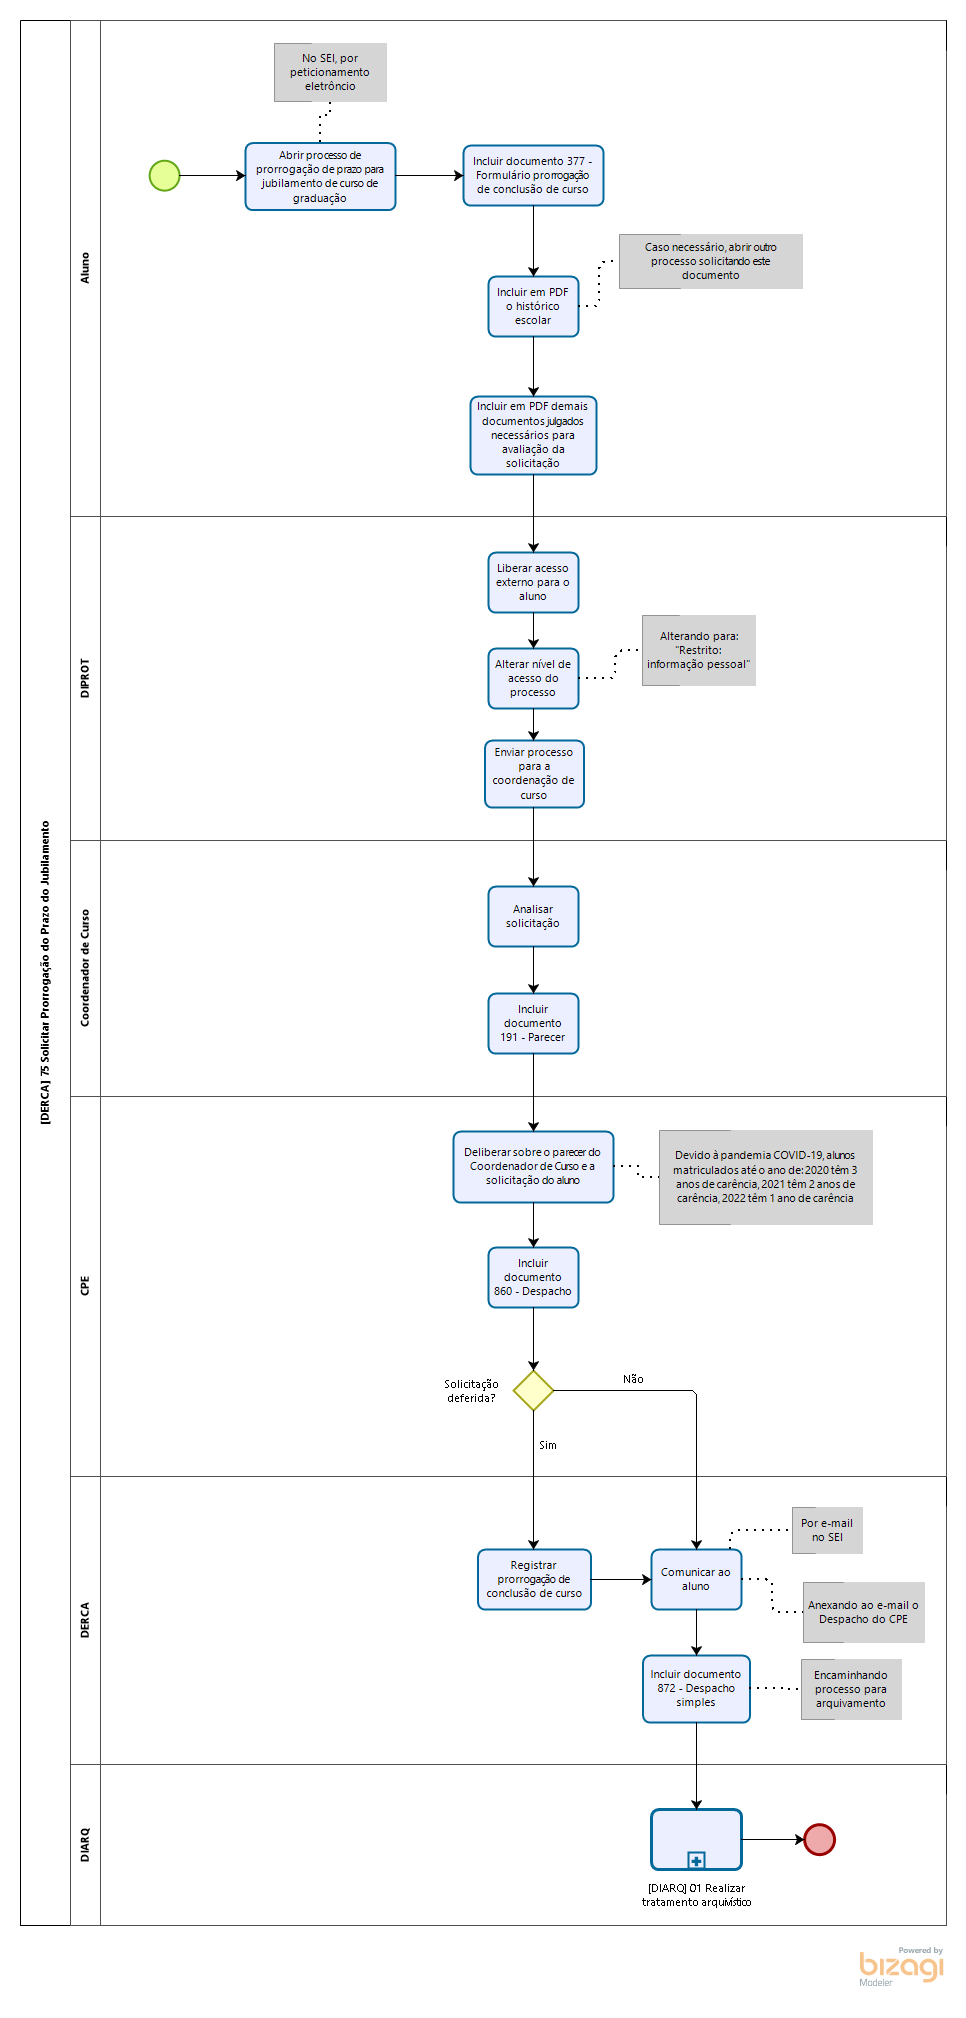 [DERCA] 75 Solicitar Prorrogação do Prazo do Jubilamento
Aluno
No SEI, por
peticionamento
eletrôncio
Abrir processo de
prorrogação de prazo para
jubilamento de curso de
graduação
Incluir documento 377 -
Formulário prorrogação
de conclusão de curso
Caso necessário, abrir outro
processo solicitando este
documento
Incluir em PDF
o histórico
escolar
Incluir em PDF demais
documentos julgados
necessários para
avaliação da
solicitação
DIPROT
Liberar acesso
externo para o
aluno
Alterando para:
"Restrito:
informação pessoal"
Alterar nível de
acesso do
processo
Enviar processo
para a
coordenação de
curso
Coordenador de Curso
Analisar
solicitação
Incluir
documento
191 - Parecer
CPE
Deliberar sobre o parecer do
Coordenador de Curso e a
solicitação do aluno
Devido à pandemia COVID-19, alunos
matriculados até o ano de: 2020 têm 3
anos de carência, 2021 têm 2 anos de
carência, 2022 têm 1 ano de carência
Incluir
documento
860 - Despacho
Solicitação
deferida?
Não
Sim
DERCA
Por e-mail
no SEI
Registrar
prorrogação de
conclusão de curso
Comunicar ao
aluno
Anexando ao e-mail o
Despacho do CPE
Incluir documento
872 - Despacho
simples
Encaminhando
processo para
arquivamento
DIARQ
[DIARQ] 01 Realizar
tratamento arquivístico
Powered by
bizagi
Modeler